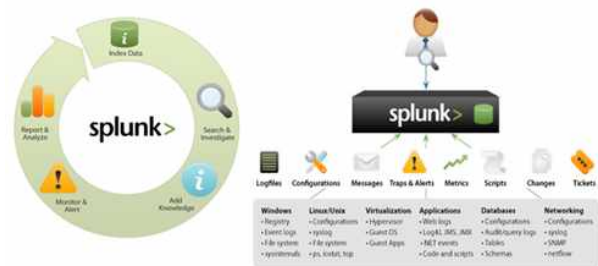 Index Data
splunk>
Report &
Analyze
Search &
Investigate
Monitor &
Alert
Add
Knowledge
splunk>
Logfiles Configurations Messages Traps & Alerts Metrics Scripts Changes Tickets
Windows
• Registry
• Event logs
• File system
• sysinternals
Linux/Unix
• Configurations
• syslog
• File system
• ps, iostat, top
Virtualization
• Hypervisor
• Guest OS
• Guest Apps
Applications
• Web logs
• Log4J, JMS, JMX
• .NET events
• Code and scripts
Databases
• Configurations
• Audit/query logs
• Tables
• Schemas
Networking
• Configurations
• syslog
• SNMP
• netflow